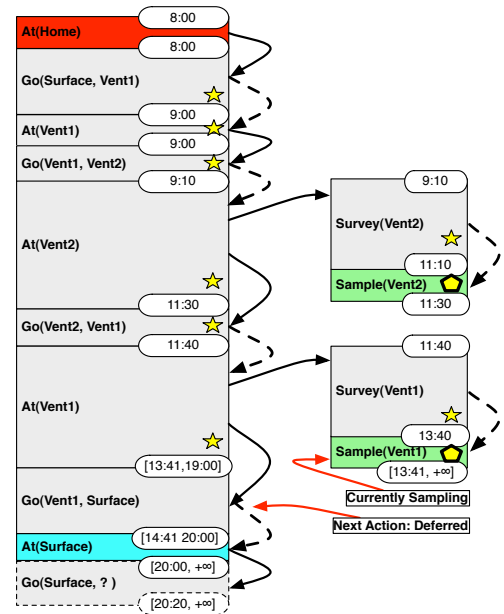 8:00
At(Home)
8:00
Go(Surface, Vent1)
9:00
At(Vent1)
9:00
Go(Vent1, Vent2)
9:10
At(Vent2)
11:30
Go(Vent2, Vent1)
11:40
At(Vent1)
[13:41,19:00]
Go(Vent1, Surface)
[14:41 20:00]
At(Surface)
[20:00, +∞]
Go(Surface, ? )
[20:20, +∞]
9:10
Survey(Vent2)
11:10
Sample(Vent2)
11:30
11:40
Survey(Vent1)
13:40
Sample(Vent1)
[13:41, +∞]
Currently Sampling
Next Action: Deferred